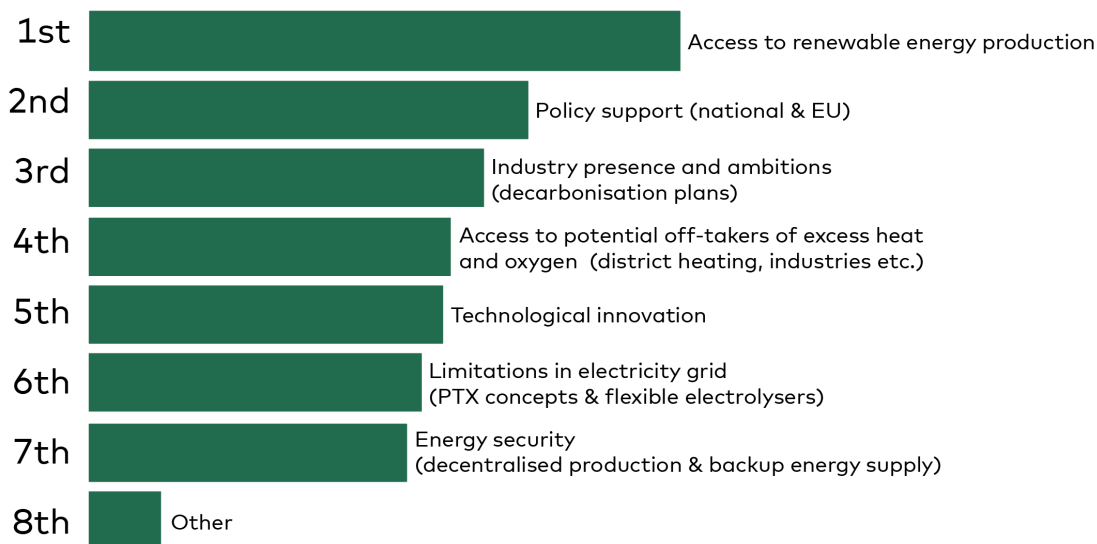 1st
Access to renewable energy production
2nd
Policy support (national & EU)
3rd
Industry presence and ambitions
(decarbonisation plans)
4th
Access to potential off-takers of excess heat
and oxygen  (district heating, industries etc.)
5th
Technological innovation
6th
Limitations in electricity grid
(PTX concepts & flexible electrolysers)
7th
Energy security
(decentralised production & backup energy supply)
8th
Other